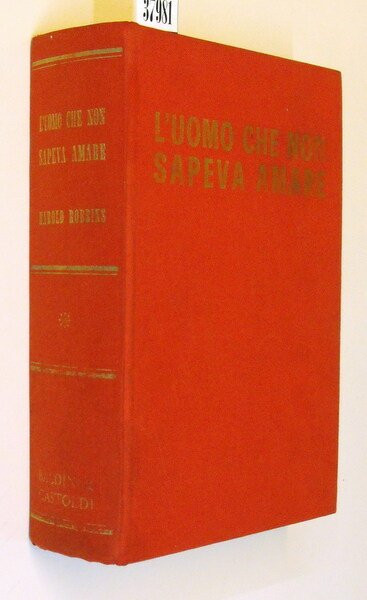 37981
L'UOMO CHE NON
SAPEVA AMARE
HAROLD ROBBINS
BALDINI &
CASTOLDI
L'UOMO CHE NON
SAPEVA AMARE